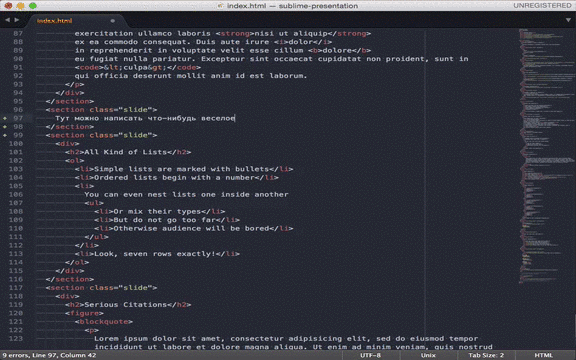 index.html — sublime-presentation
UNREGISTERED
index.html
87 exercitation ullamco laboris <strong>nisi ut aliquip</strong>
88 ex ea commodo consequat. Duis aute irure <i>dolor</i>
89 in reprehenderit in voluptate velit esse cillum <b>dolore</b>
90 eu fugiat nulla pariatur. Excepteur sint occaecat cupidatat non proident, sunt in
91 <code>&lt;culpa&gt;</code>
92 qui officia deserunt mollit anim id est laborum.
93 </p>
94 </div>
95 </section>
96 <section class="slide">
97 Тут можно написать что-нибудь веселое
98 </section>
99 <section class="slide">
100 <div>
101 <h2>All Kind of Lists</h2>
102 <ol>
103 <li>Simple lists are marked with bullets</li>
104 <li>Ordered lists begin with a number</li>
105 <li>
106 You can even nest lists one inside another
107 <ul>
108 <li>Or mix their types</li>
109 <li>But do not go too far</li>
110 <li>Otherwise audience will be bored</li>
111 </ul>
112 </li>
113 <li>Look, seven rows exactly!</li>
114 </ol>
115 </div>
116 </section>
117 <section class="slide">
118 <div>
119 <h2>Serious Citations</h2>
120 <figure>
121 <blockquote>
122 <p>
123 Lorem ipsum dolor sit amet, consectetur adipisicing elit, sed do eiusmod tempor
incididunt ut labore et dolore magna aliqua. Ut enim ad minim veniam, quis nostrud
9 errors, Line 97, Column 42
UTF-8
Unix
Tab Size: 2
HTML